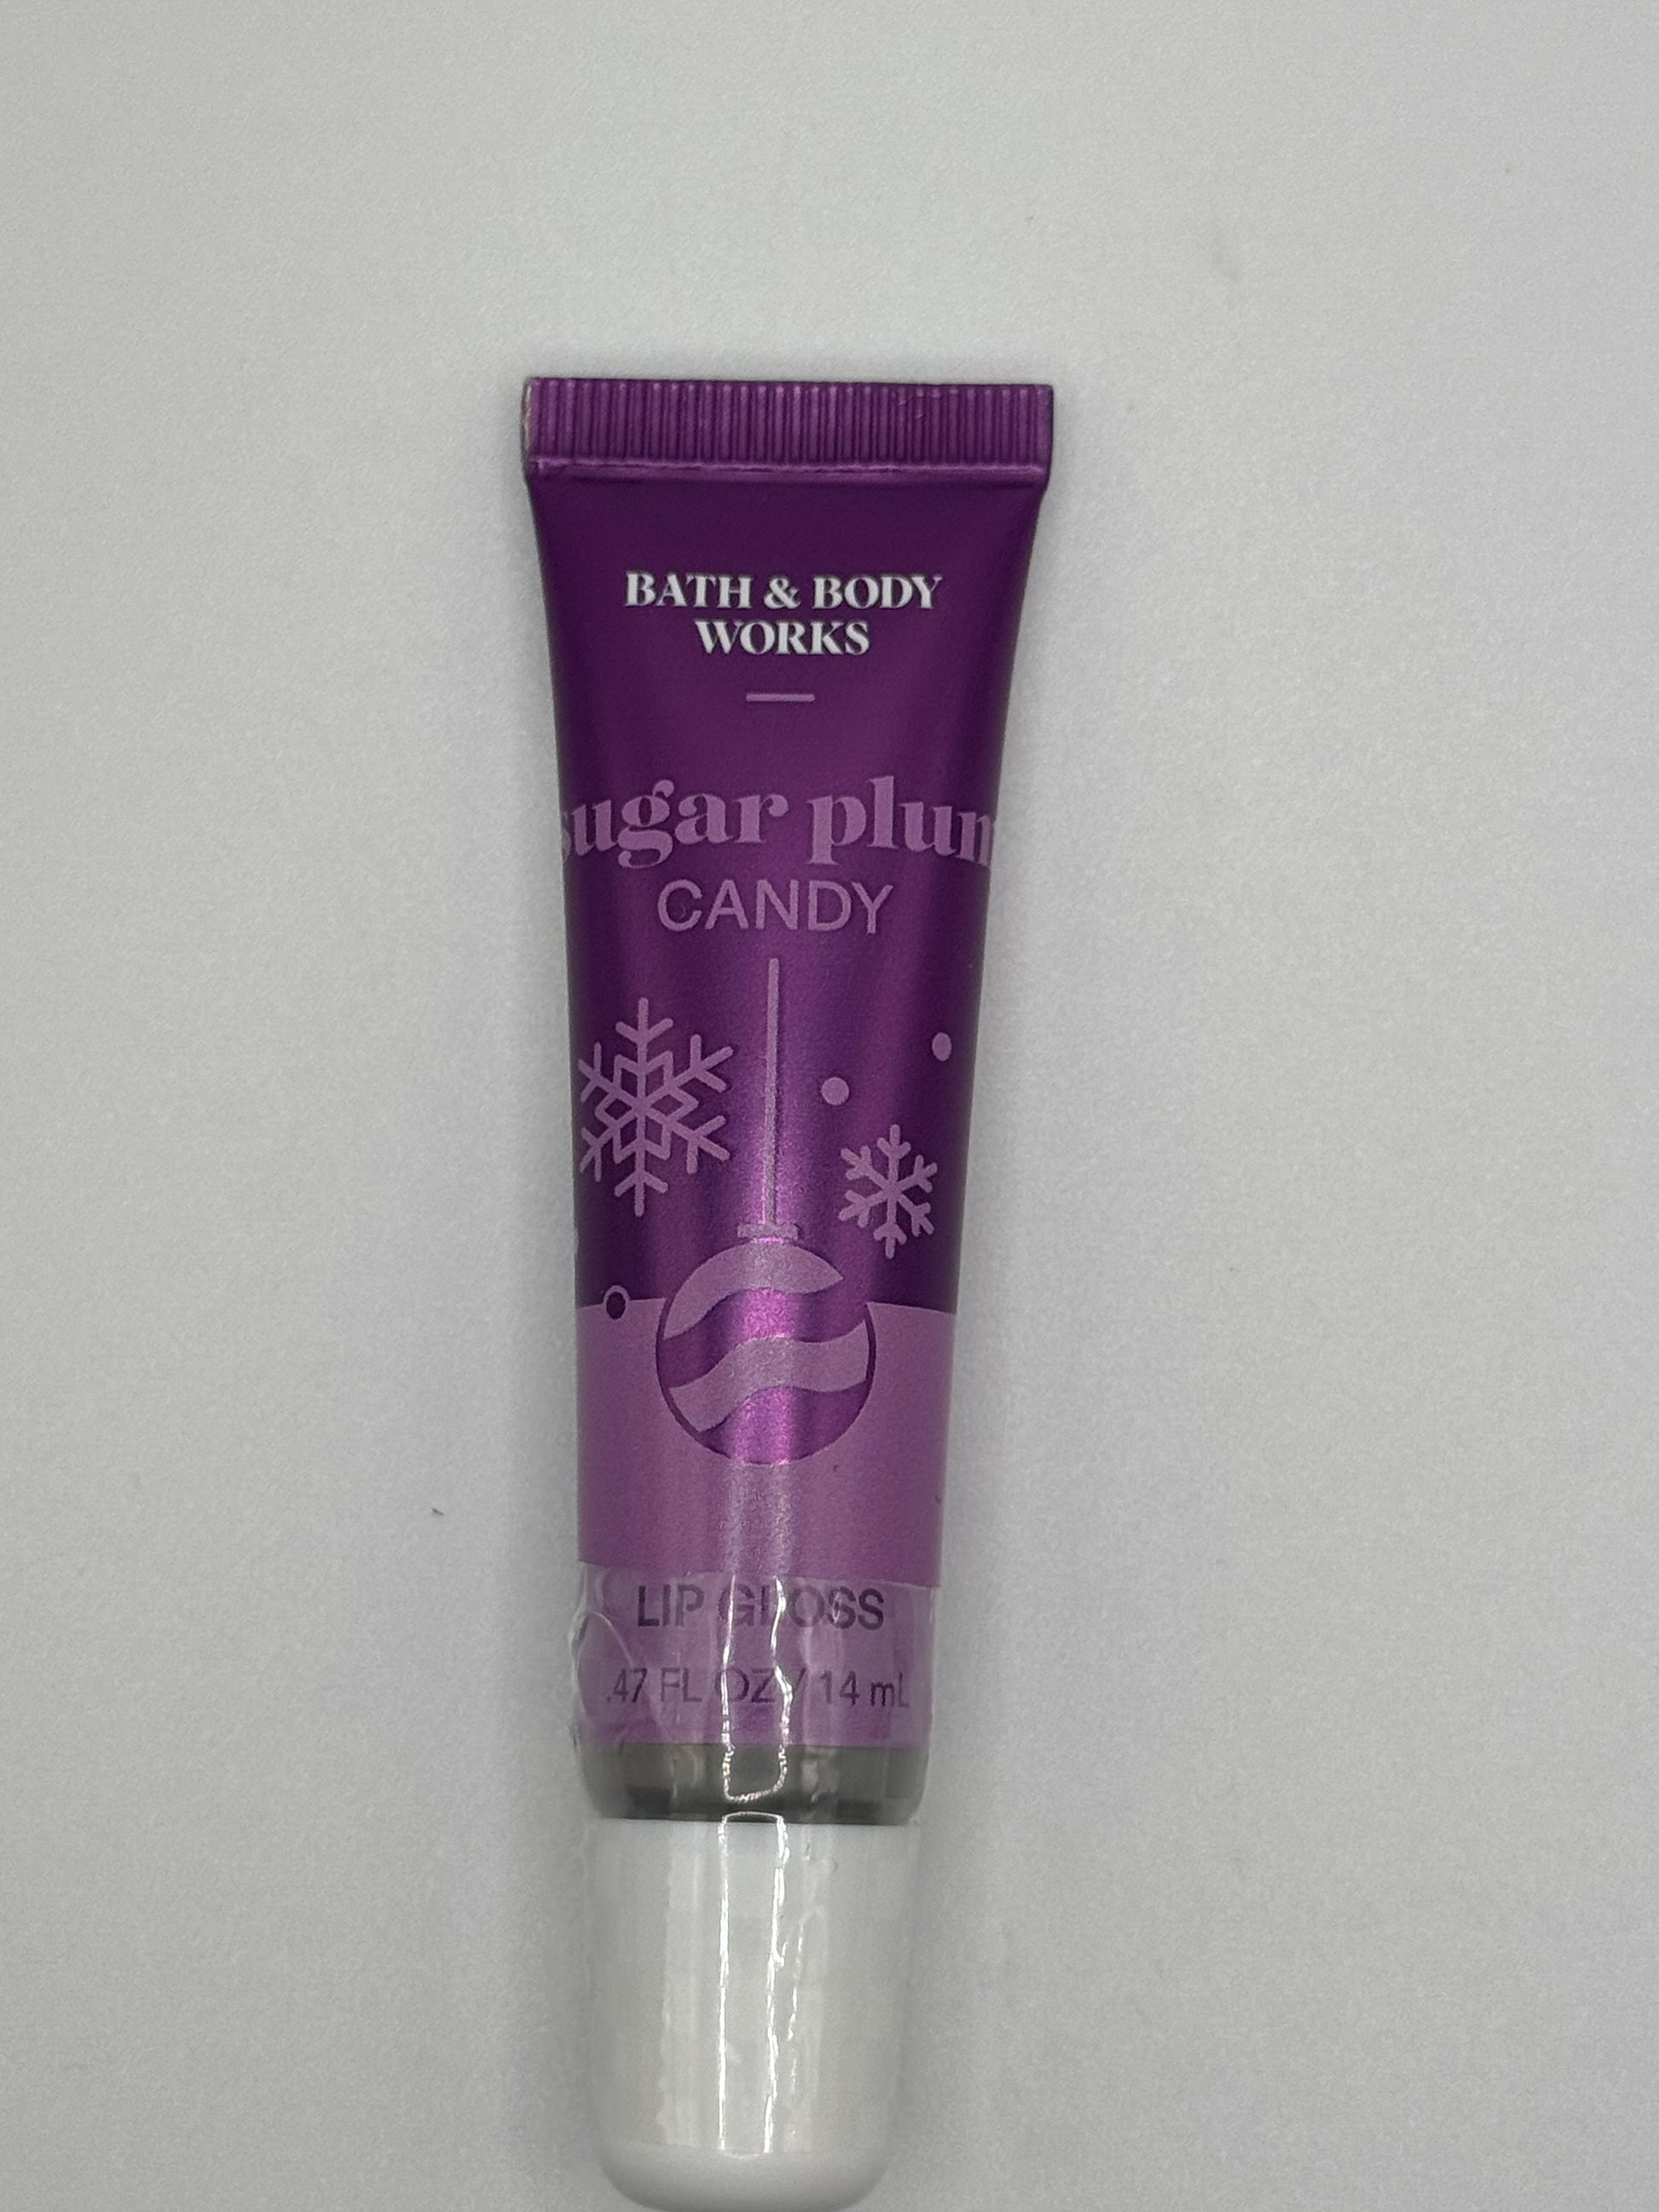 BATH & BODY
WORKS
sugar plum
CANDY
LIP GLOSS
.47 FL OZ / 14 mL